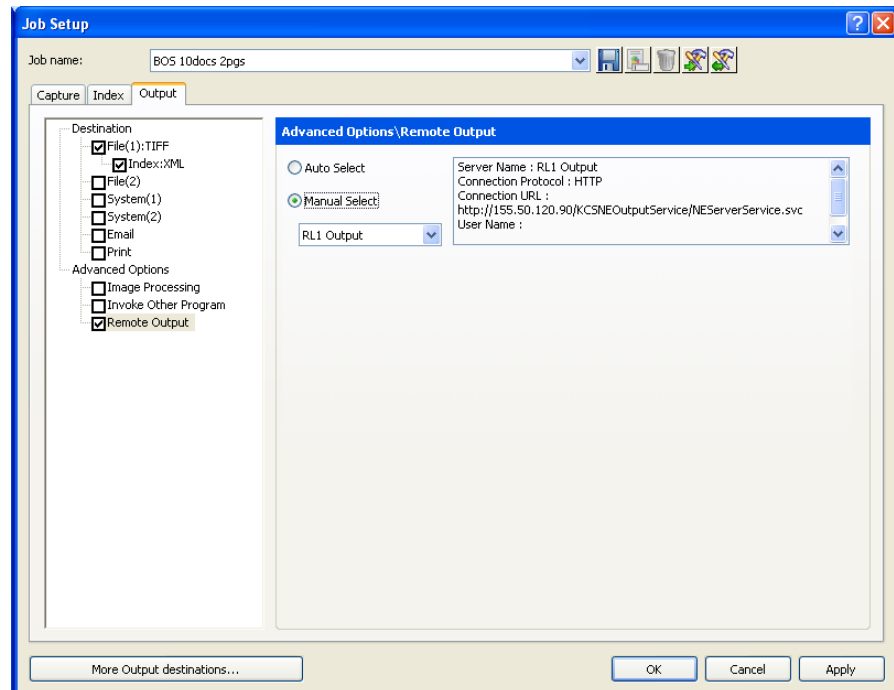 Job Setup
Job name: BOS 10docs 2pgs
Capture Index Output
Destination
File(1):TIFF
Index:XML
File(2)
System(1)
System(2)
Email
Print
Advanced Options
Image Processing
Invoke Other Program
Remote Output
Advanced Options\Remote Output
Auto Select
Manual Select
RL1 Output
Server Name : RL1 Output
Connection Protocol : HTTP
Connection URL :
http://155.50.120.90/KCSNEOutputService/NEServerService.svc
User Name :
More Output destinations...
OK Cancel Apply